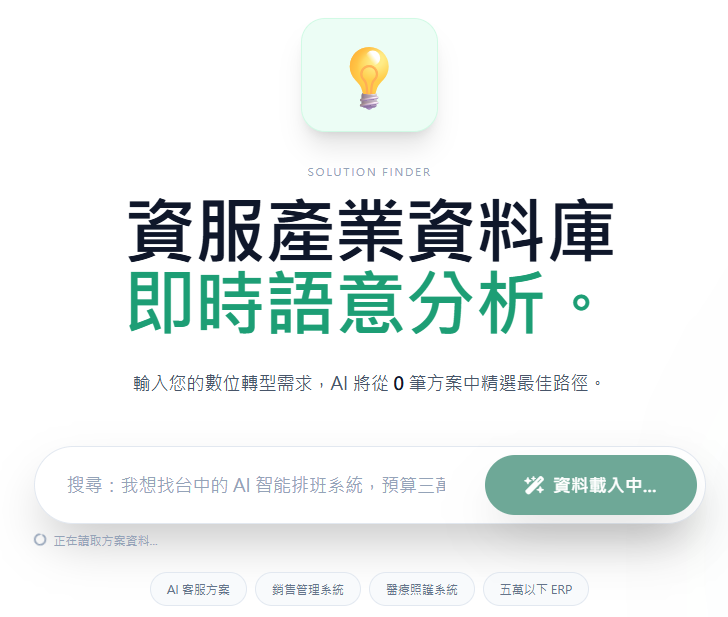 SOLUTION FINDER
資服產業資料庫
即時語意分析。
輸入您的數位轉型需求，AI 將從 0 筆方案中精選最佳路徑。
搜尋：我想找台中的 AI 智能排班系統，預算三萬
資料載入中...
正在讀取方案資料...
AI 客服方案
銷售管理系統
醫療照護系統
五萬以下 ERP